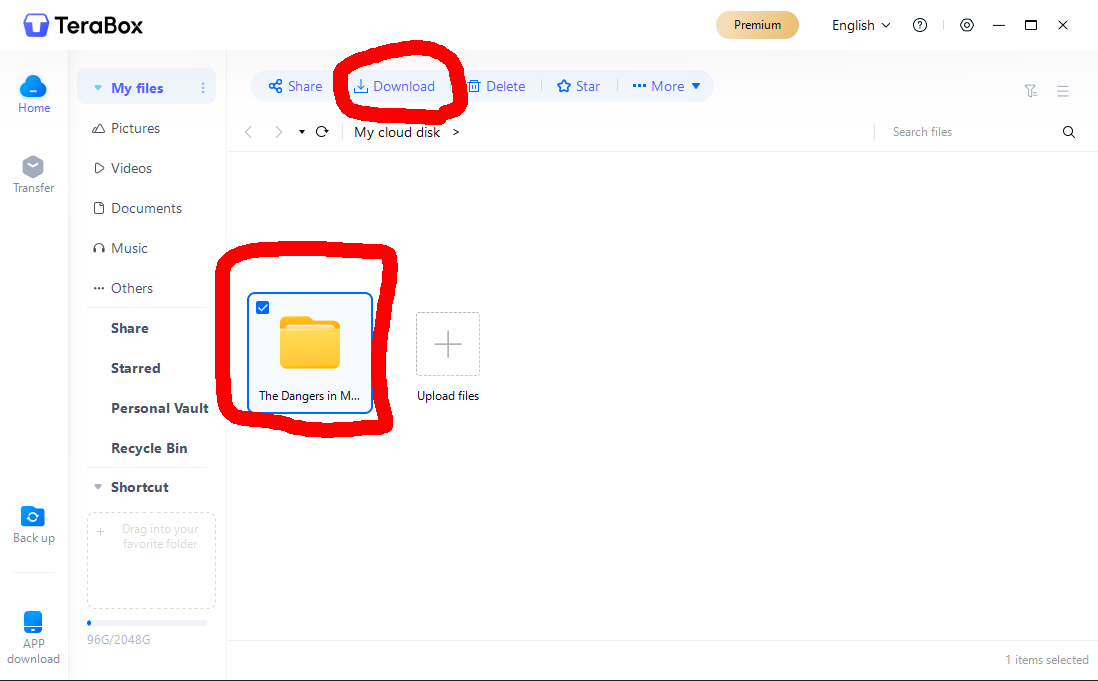 TeraBox
Premium
English
Home
Transfer
Back up
APP
download
My files
Pictures
Videos
Documents
Music
Others
Share
Starred
Personal Vault
Recycle Bin
Shortcut
+ Drag into your
favorite folder
96G/2048G
Share Download Delete Star ••• More
My cloud disk >
Search files
The Dangers in M...
Upload files
1 items selected